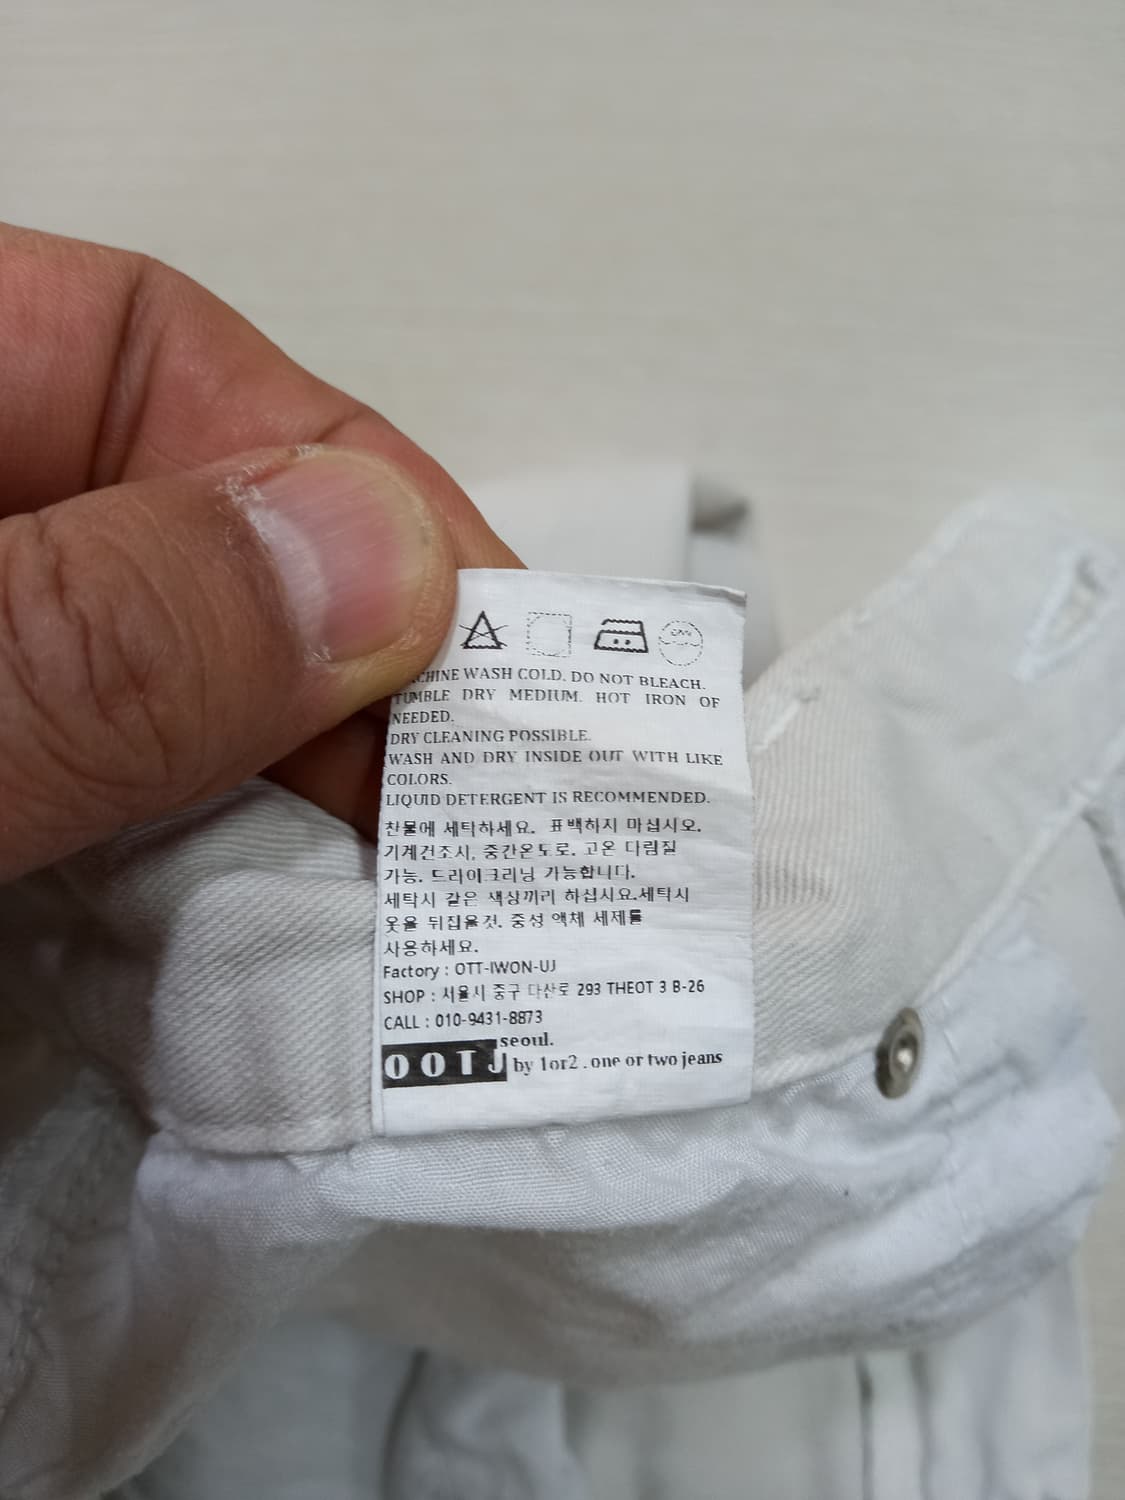 CHINE WASH COLD. DO NOT BLEACH.
TUMBLE DRY MEDIUM. HOT IRON OF
NEEDED.
DRY CLEANING POSSIBLE.
WASH AND DRY INSIDE OUT WITH LIKE
COLORS.
LIQUID DETERGENT IS RECOMMENDED.
찬물에 세탁하세요. 표백하지 마십시오.
기계건조시, 중간온도로. 고온 다림질
가능. 드라이크리닝 가능합니다.
세탁시 같은 색상끼리 하십시요.세탁시
옷을 뒤집을것. 중성 액체 세제를
사용하세요.
Factory : OTT-IWON-UJ
SHOP : 서울시 중구 다산로 293 THEOT 3 B-26
CALL : 010-9431-8873
OOTJ seoul.
by 1or2 . one or two jeans